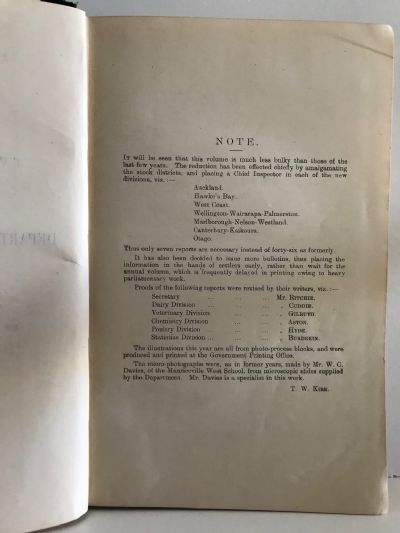 NOTE.
It will be seen that this volume is much less bulky than those of the
last few years. The reduction has been effected chiefly by amalgamating
the stock districts, and placing a Chief Inspector in each of the new
divisions, viz. :—
Auckland.
Hawke's Bay.
West Coast.
Wellington-Wairarapa-Palmerston.
Marlborough-Nelson-Westland.
Canterbury-Kaikoura.
Otago.
Thus only seven reports are necessary instead of forty-six as formerly.
It has also been decided to issue more bulletins, thus placing the
information in the hands of settlers early, rather than wait for the
annual volume, which is frequently delayed in printing owing to heavy
parliamentary work.
Proofs of the following reports were revised by their writers, viz. :—
Secretary ... ... ... Mr. Ritchie.
Dairy Division ... ... ... „ Cuddie.
Veterinary Division ... ... „ Gilruth.
Chemistry Division ... ... „ Aston.
Poultry Division ... ... „ Hyde.
Statistics Division ... ... ... „ Burdekin.
The illustrations this year are all from photo-process blocks, and were
produced and printed at the Government Printing Office.
The micro-photographs were, as in former years, made by Mr. W. C.
Davies, of the Maunuerville West School, from microscopic slides supplied
by the Department. Mr. Davies is a specialist in this work.
T. W. Kirk.